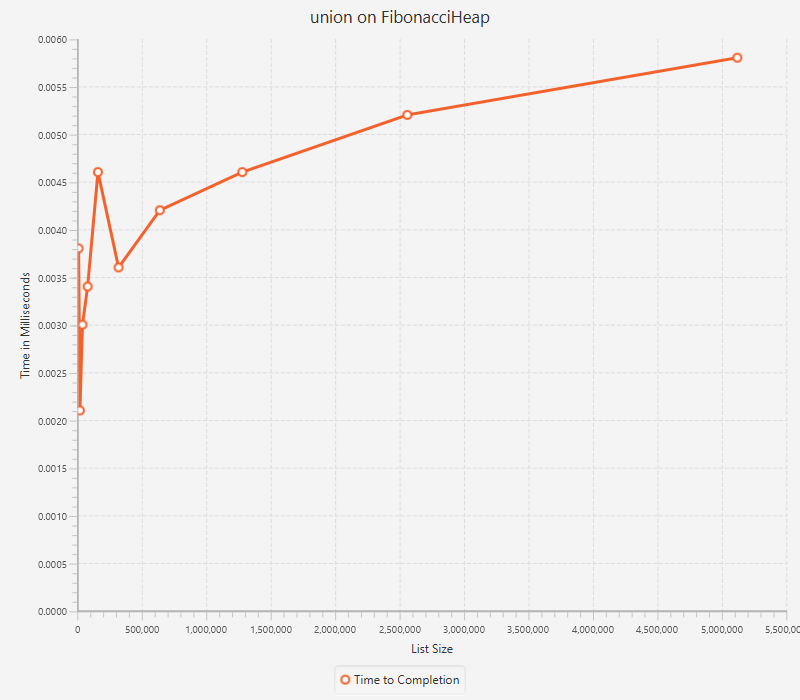 union on FibonacciHeap
0.0060
0.0055
0.0050
0.0045
0.0040
0.0035
0.0030
0.0025
0.0020
0.0015
0.0010
0.0005
0.0000
Time in Milliseconds
0 500,000 1,000,000 1,500,000 2,000,000 2,500,000 3,000,000 3,500,000 4,000,000 4,500,000 5,000,000 5,500,0
List Size
Time to Completion